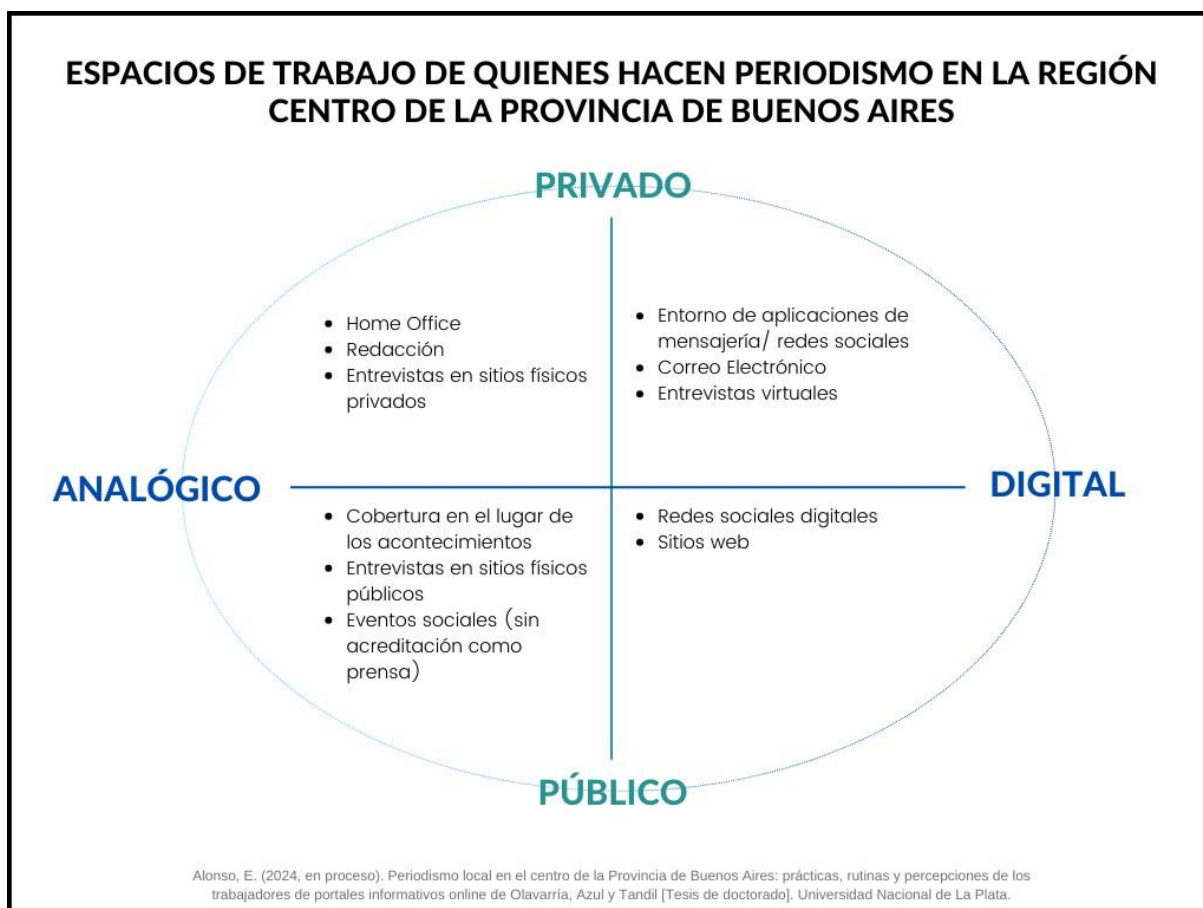 ESPACIOS DE TRABAJO DE QUIENES HACEN PERIODISMO EN LA REGIÓN
CENTRO DE LA PROVINCIA DE BUENOS AIRES
PRIVADO
• Home Office
• Redacción
• Entrevistas en sitios físicos
privados
• Entorno de aplicaciones de
mensajería/ redes sociales
• Correo Electrónico
• Entrevistas virtuales
ANALÓGICO
DIGITAL
• Cobertura en el lugar de
los acontecimientos
• Entrevistas en sitios físicos
públicos
• Eventos sociales (sin
acreditación como
prensa)
• Redes sociales digitales
• Sitios web
PÚBLICO
Alonso, E. (2024, en proceso). Periodismo local en el centro de la Provincia de Buenos Aires: prácticas, rutinas y percepciones de los
trabajadores de portales informativos online de Olavarría, Azul y Tandil [Tesis de doctorado]. Universidad Nacional de La Plata.